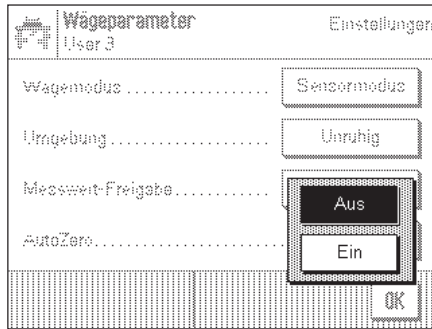 Wägeparameter Einstellungen
User 3
Wägemodus .................. Sensormodus
Umgebung .................... Unruhig
Messwert-Freigabe ............
Aus
AutoZero ......................
Ein
OK